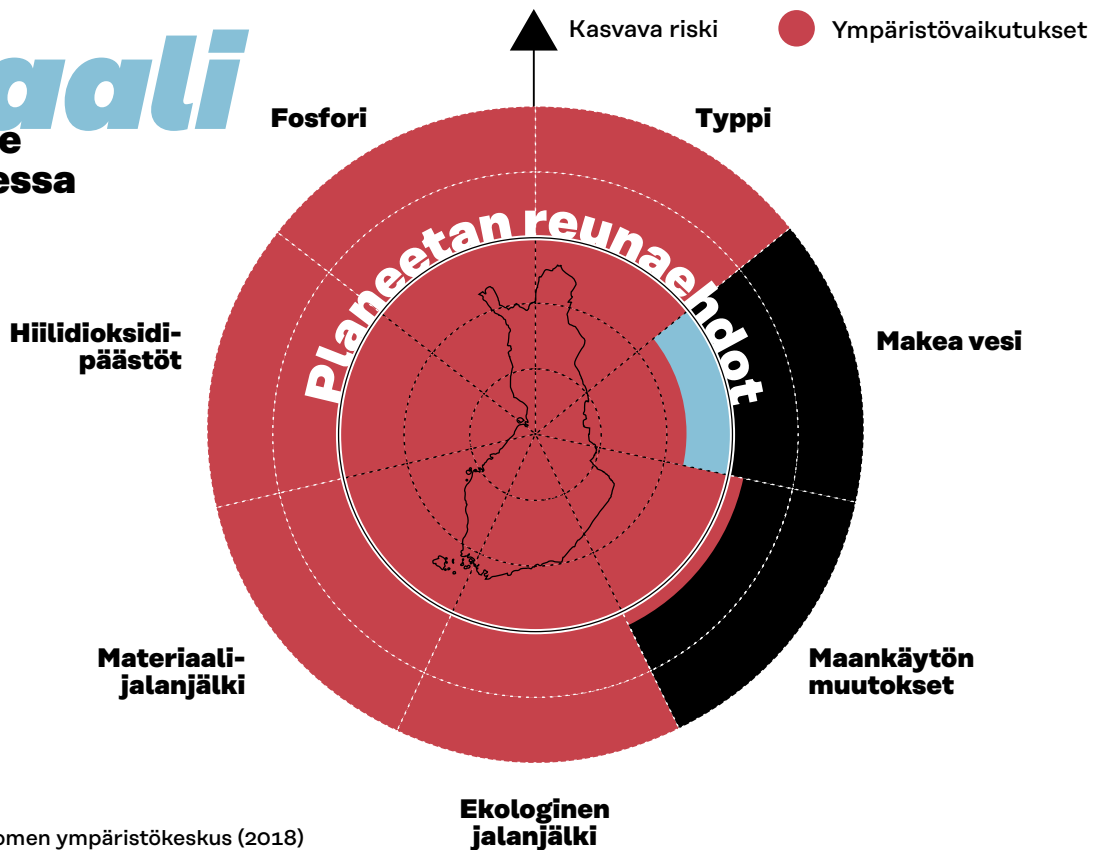 Kasvava riski
Ympäristövaikutukset
aali
e
essa
Fosfori
Typpi
Planeetan reunaehdot
Hiilidioksidi-
päästöt
Makea vesi
Materiaali-
jalanjälki
Maankäytön
muutokset
Ekologinen
jalanjälki
omen ympäristökeskus (2018)